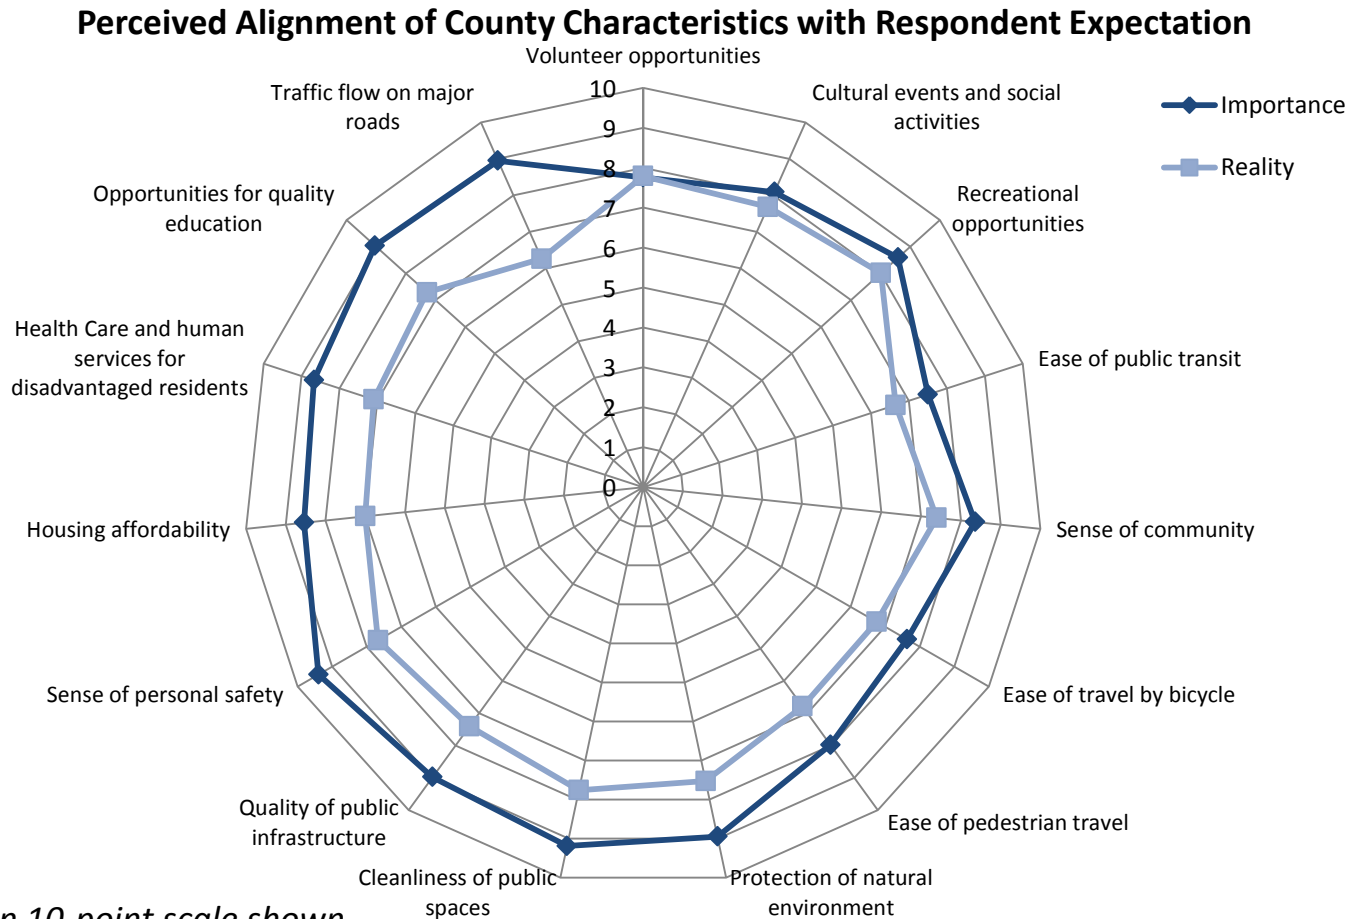 Perceived Alignment of County Characteristics with Respondent Expectation
Volunteer opportunities
Cultural events and social
activities
Recreational
opportunities
Ease of public transit
Sense of community
Ease of travel by bicycle
Ease of pedestrian travel
Protection of natural
environment
Cleanliness of public
spaces
Quality of public
infrastructure
Sense of personal safety
Housing affordability
Health Care and human
services for
disadvantaged residents
Opportunities for quality
education
Traffic flow on major
roads
10
9
8
7
6
5
4
3
2
1
0
Importance
Reality
10-point scale shown